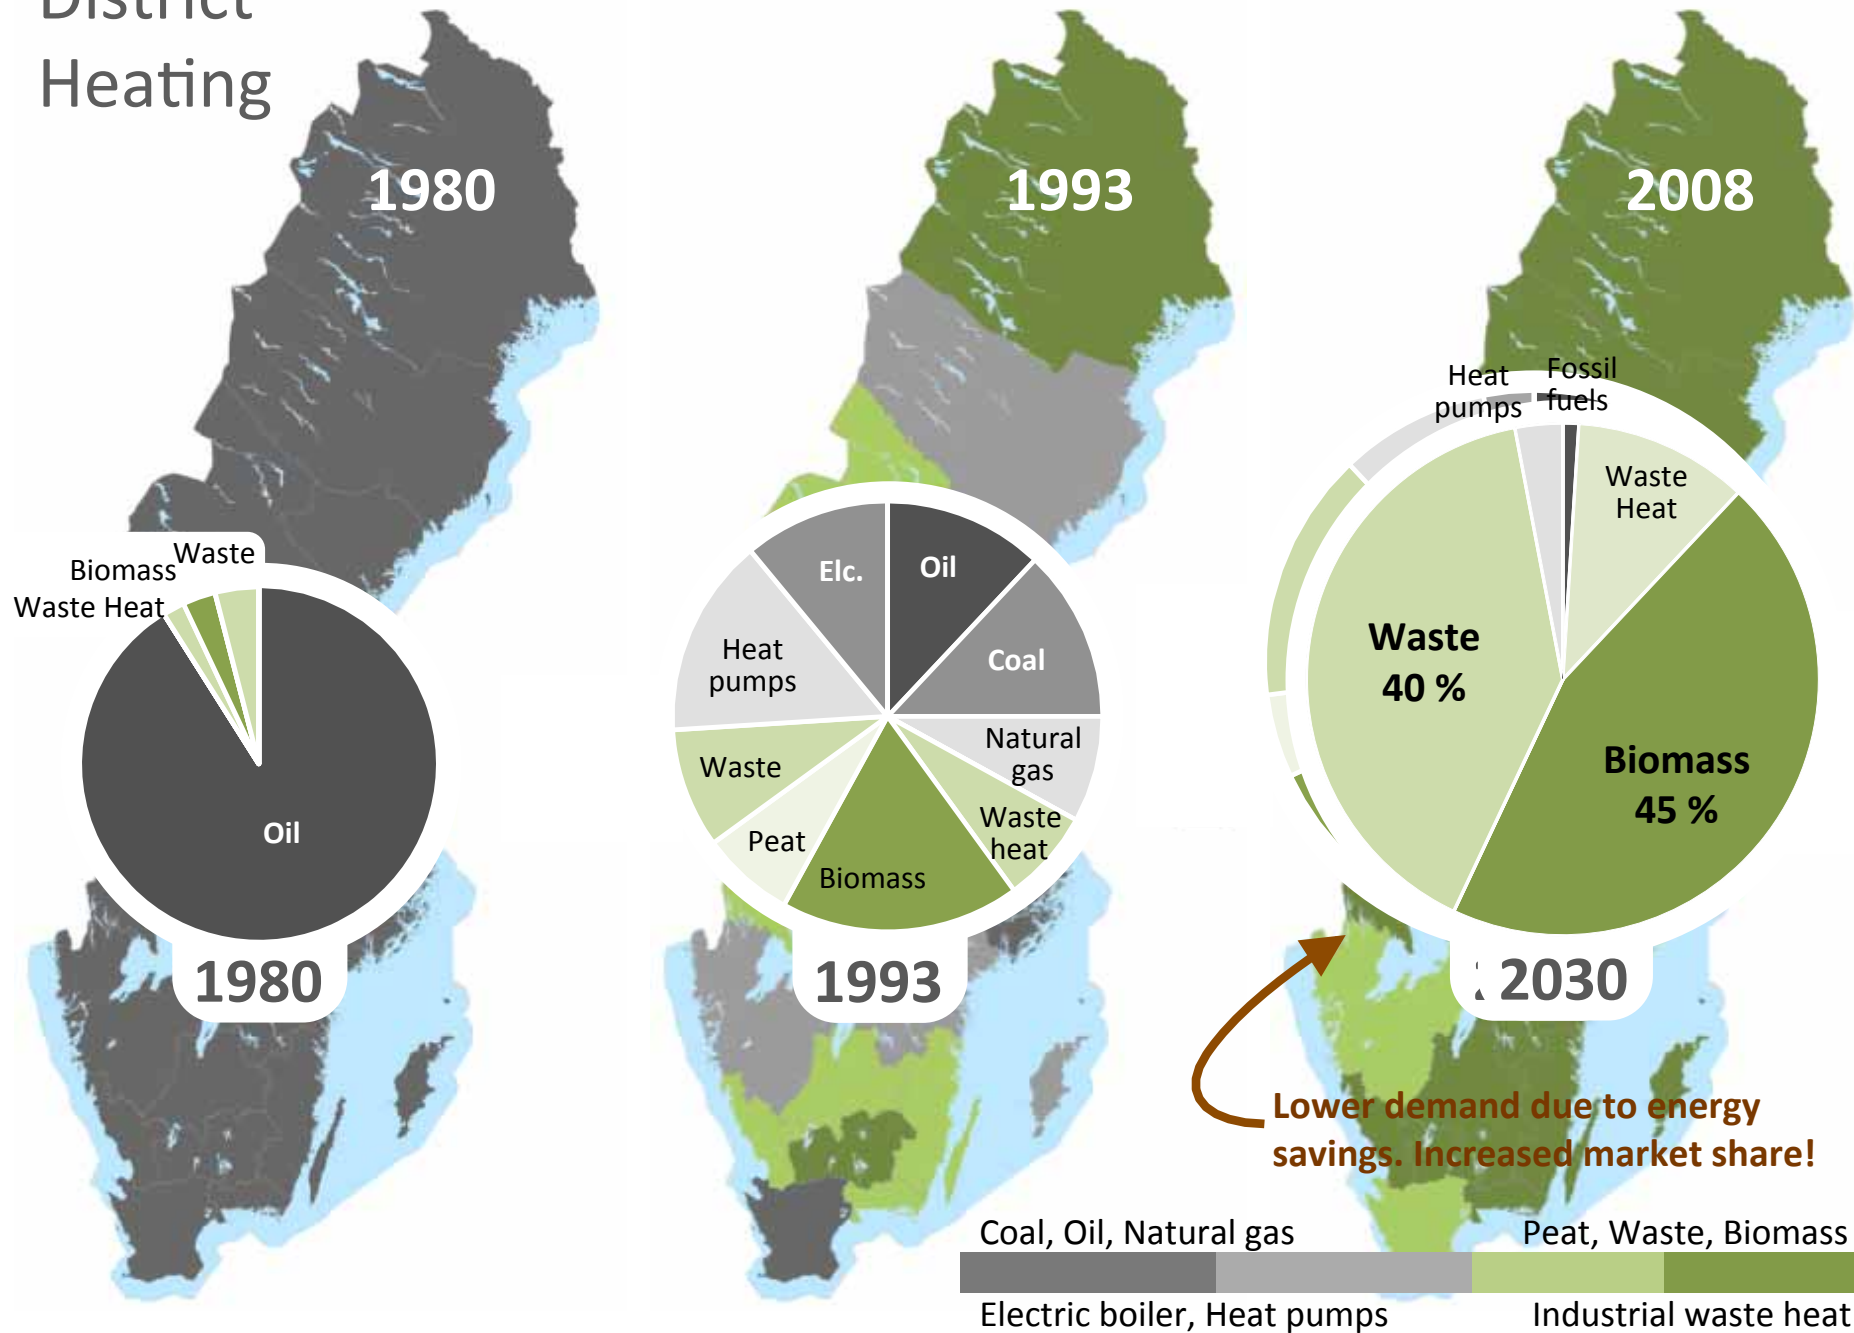 District
Heating
1980
1993
2008
Heat
pumps
Fossil
fuels
Waste
Heat
Waste
40 %
Biomass
45 %
2030
Waste
Biomass
Waste Heat
Oil
1980
Elc.
Oil
Coal
Natural
gas
Waste
heat
Biomass
Peat
Waste
Heat
pumps
1993
Lower demand due to energy
savings. Increased market share!
Coal, Oil, Natural gas
Peat, Waste, Biomass
Electric boiler, Heat pumps
Industrial waste heat